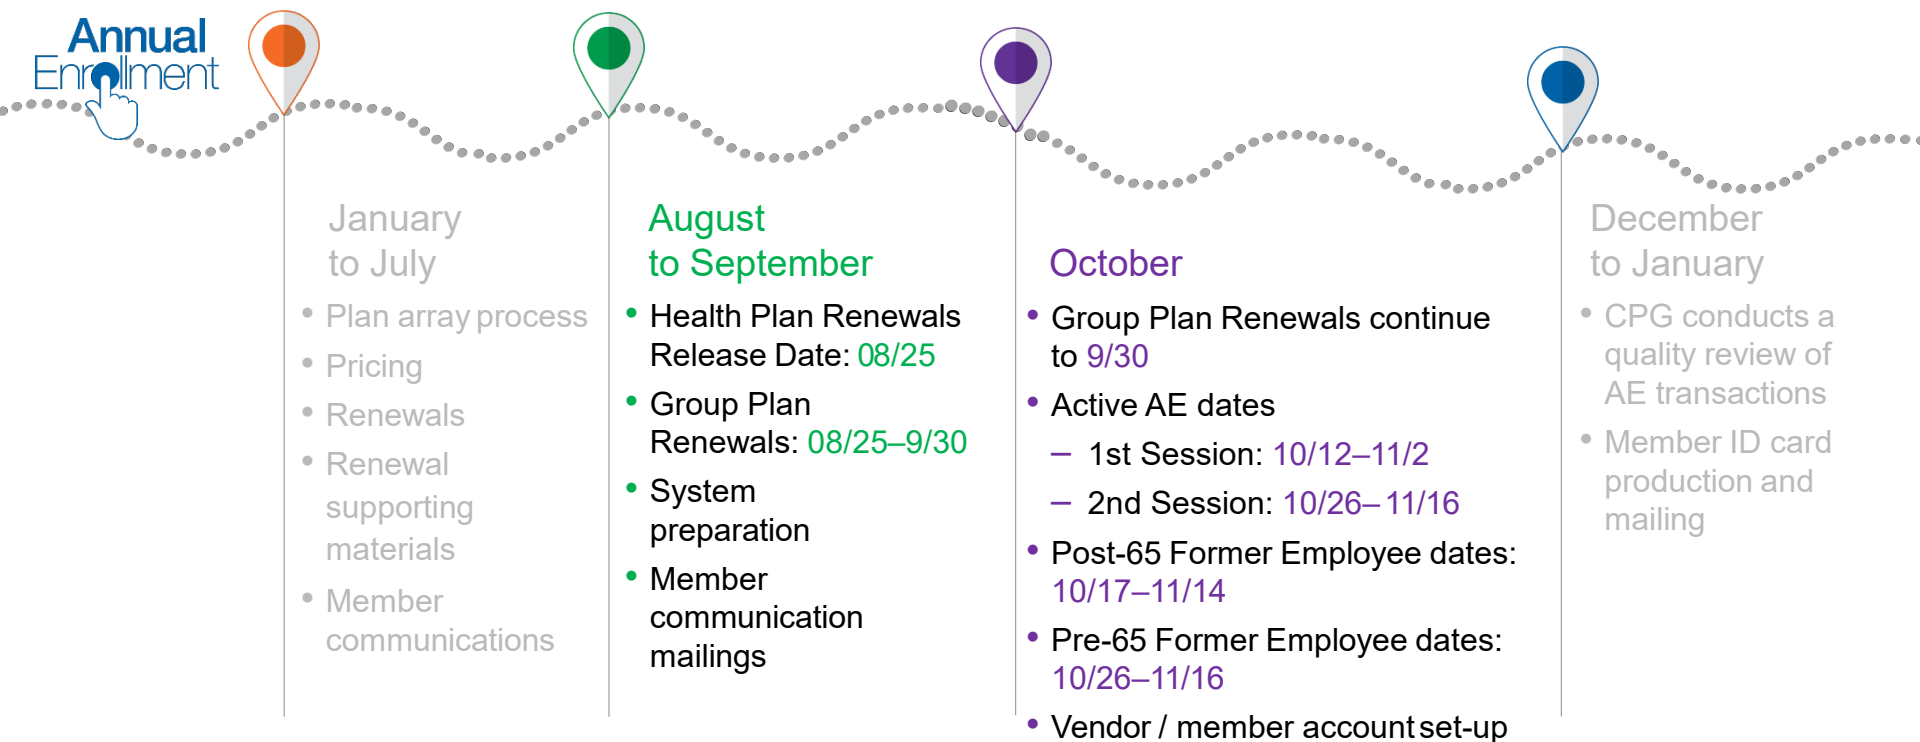 Annual
Enrollment
January
to July
• Plan array process
• Pricing
• Renewals
• Renewal
supporting
materials
• Member
communications
August
to September
• Health Plan Renewals
Release Date: 08/25
• Group Plan
Renewals: 08/25–9/30
• System
preparation
• Member
communication
mailings
October
• Group Plan Renewals continue
to 9/30
• Active AE dates
– 1st Session: 10/12–11/2
– 2nd Session: 10/26– 11/16
• Post-65 Former Employee dates:
10/17–11/14
• Pre-65 Former Employee dates:
10/26–11/16
• Vendor / member account set-up
December
to January
• CPG conducts a
quality review of
AE transactions
• Member ID card
production and
mailing